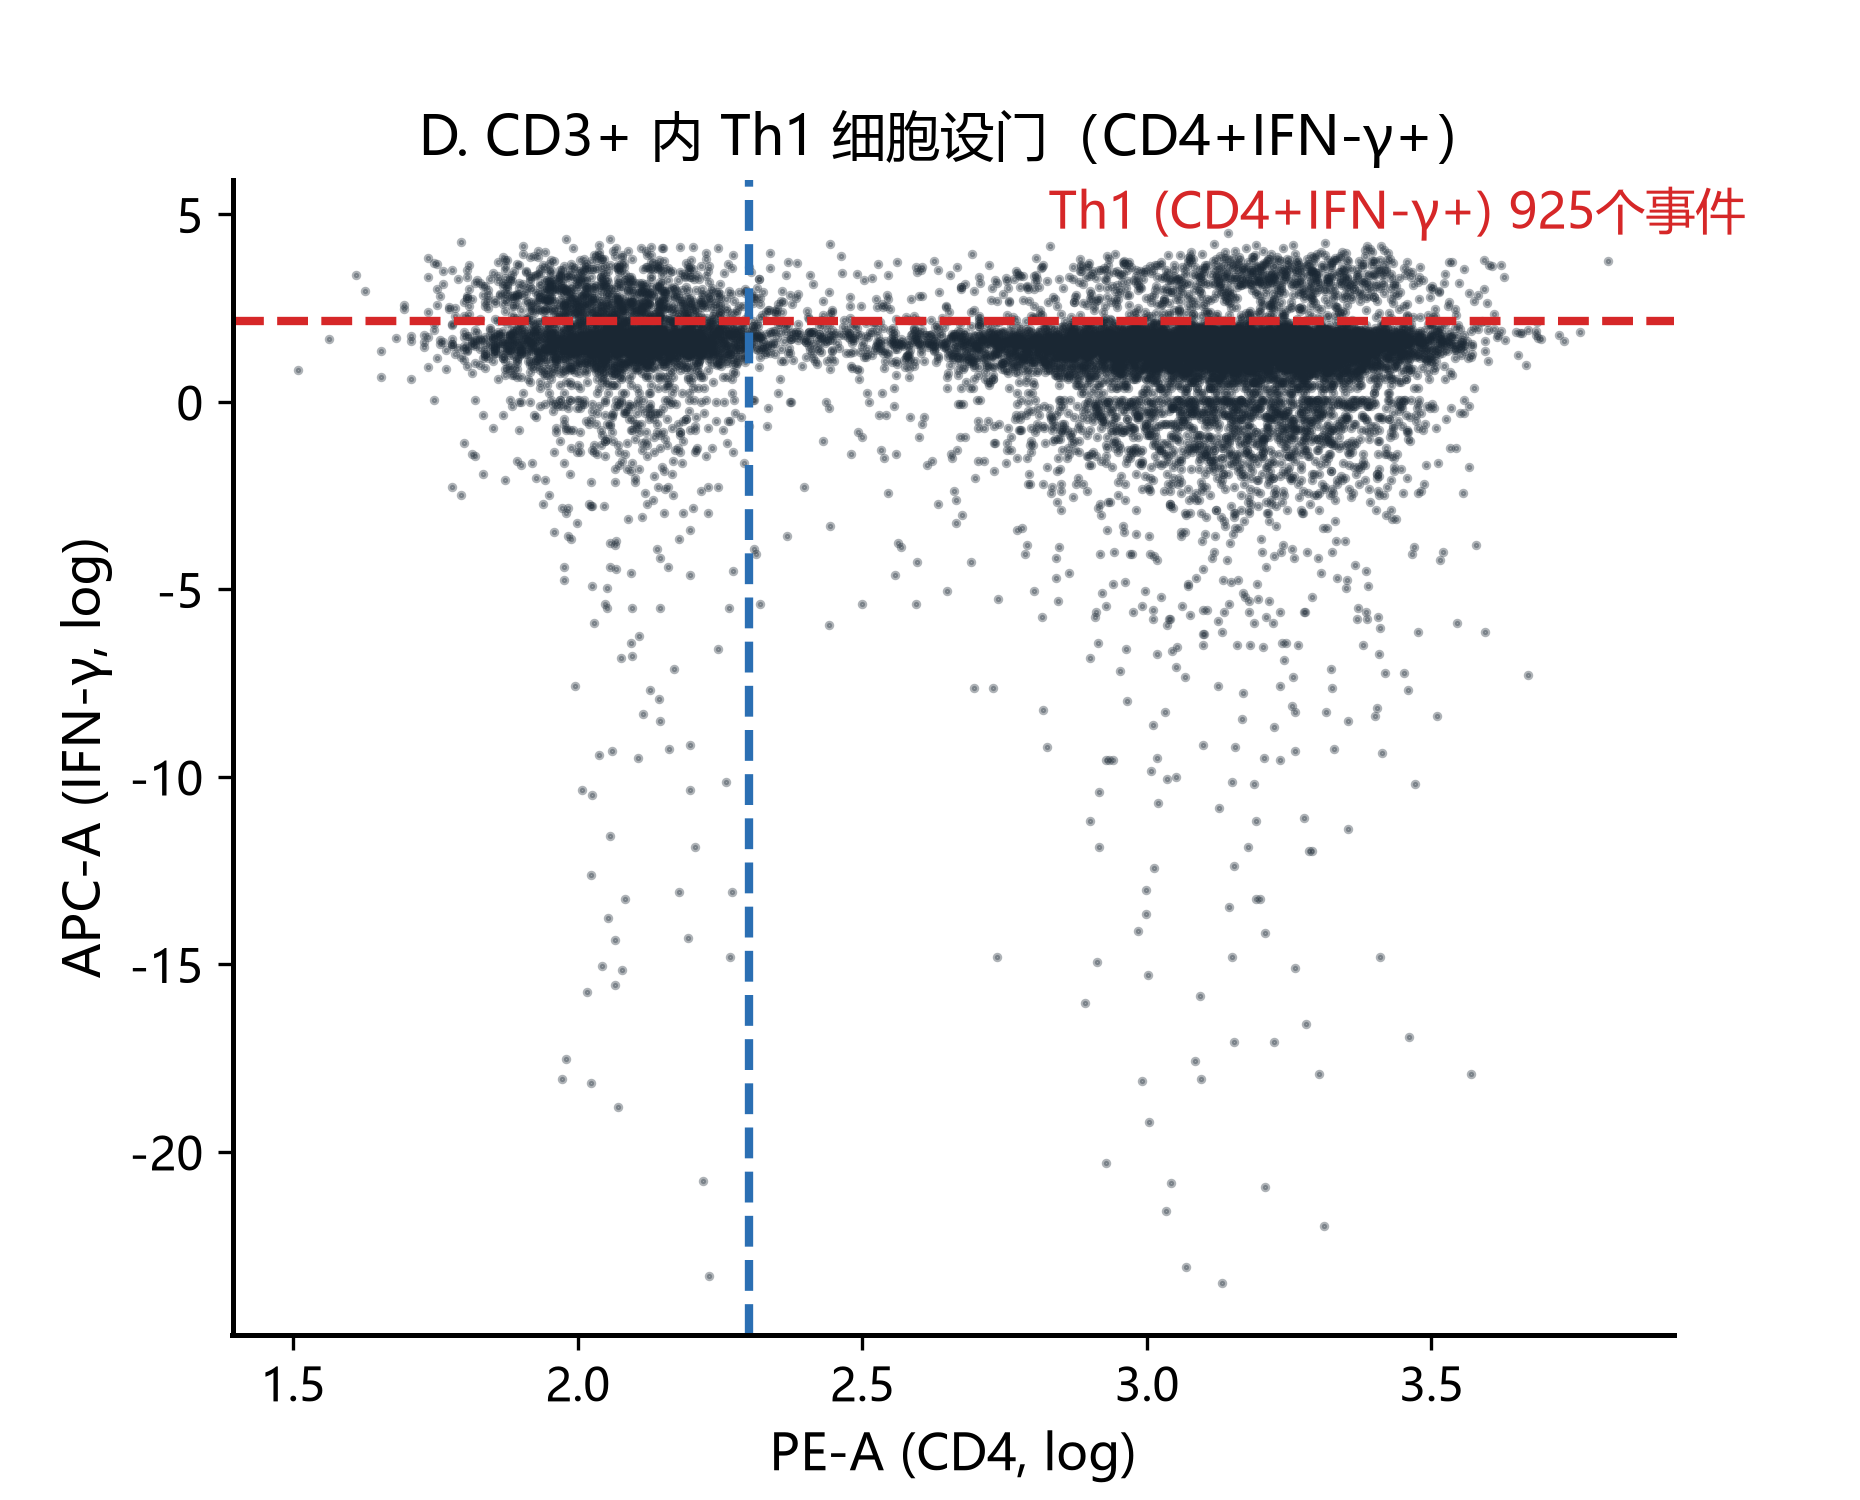 D. CD3+ 内 Th1 细胞设门（CD4+IFN-γ+）
Th1 (CD4+IFN-γ+) 925个事件
5
0
-5
-10
-15
-20
APC-A (IFN-γ, log)
1.5 2.0 2.5 3.0 3.5
PE-A (CD4, log)